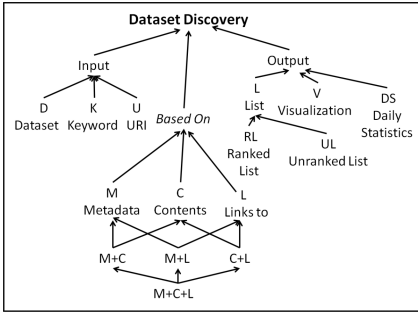 Dataset Discovery
Input
Output
D
Dataset
K
Keyword
U
URI
Based On
L
List
V
Visualization
DS
Daily
Statistics
RL
Ranked
List
UL
Unranked List
M
Metadata
C
Contents
L
Links to
M+C
M+L
C+L
M+C+L